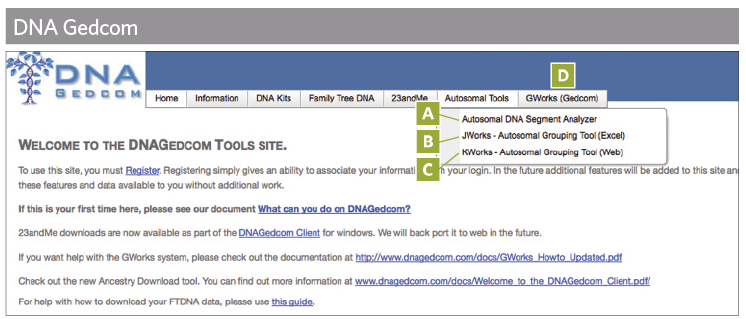 DNA Gedcom
DNA
GEDCOM
D
Home Information DNA Kits Family Tree DNA 23andMe Autosomal Tools GWorks (Gedcom)
A Autosomal DNA Segment Analyzer
B JWorks - Autosomal Grouping Tool (Excel)
C KWorks - Autosomal Grouping Tool (Web)
WELCOME TO THE DNAGEDCOM TOOLS SITE.
To use this site, you must Register. Registering simply gives an ability to associate your your login. In the future additional features will be added to this site and
these features and data available to you without additional work.
If this is your first time here, please see our document What can you do on DNAGedcom?
23andMe downloads are now available as part of the DNAGedcom Client for windows. We will back port it to web in the future.
If you want help with the GWorks system, please check out the documentation at http://www.dnagedcom.com/docs/GWorks_Howto_Updated.pdf
Check out the new Ancestry Download tool. You can find out more information at www.dnagedcom.com/docs/Welcome_to_the_DNAGedcom_Client.pdf/
For help with how to download your FTDNA data, please use this guide.